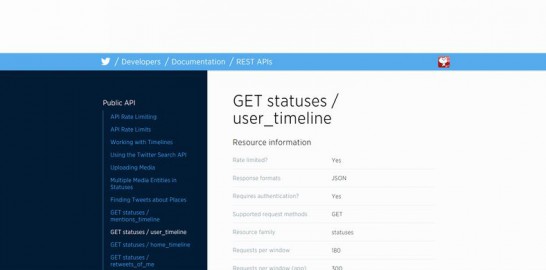 / Developers / Documentation / REST APIs
Public API
API Rate Limiting
API Rate Limits
Working with Timelines
Using the Twitter Search API
Uploading Media
Multiple Media Entities in
Statuses
Finding Tweets about Places
GET statuses /
mentions_timeline
GET statuses / user_timeline
GET statuses / home_timeline
GET statuses /
retweets_of_me
GET statuses /
user_timeline
Resource information
Rate limited? Yes
Response formats JSON
Requires authentication? Yes
Supported request methods GET
Resource family statuses
Requests per window 180
Requests per window (app) 300